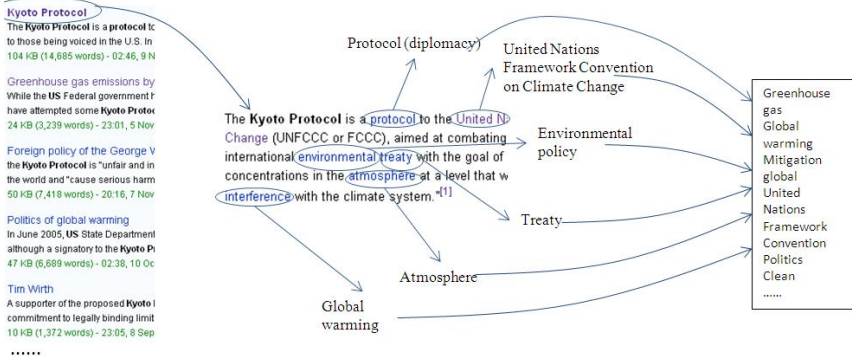 Kyoto Protocol
The Kyoto Protocol is a protocol to
to those being voiced in the U.S. In
104 KB (14,685 words) - 02:46, 9 N
Greenhouse gas emissions by
While the US Federal government h
have attempted some Kyoto Protoc
24 KB (3,239 words) - 23:01, 5 Nov
Foreign policy of the George
the Kyoto Protocol is "unfair and in
the world and "cause serious harm
50 KB (7,418 words) - 20:16, 7 Nov
Politics of global warming
In June 2005, US State Department
although a signatory to the Kyoto Pr
47 KB (6,689 words) - 02:38, 10 Oc
Tim Wirth
A supporter of the proposed Kyoto
commitment to legally binding limit
10 KB (1,372 words) - 23:05, 8 Sep
......
The Kyoto Protocol is a protocol to the United N
Change (UNFCCC or FCCC), aimed at combating
international environmental treaty with the goal of
concentrations in the atmosphere at a level that w
interference with the climate system."[1]
Protocol (diplomacy)
United Nations
Framework Convention
on Climate Change
Environmental
policy
Treaty
Atmosphere
Global
warming
Greenhouse
gas
Global
warming
Mitigation
global
United
Nations
Framework
Convention
Politics
Clean
......